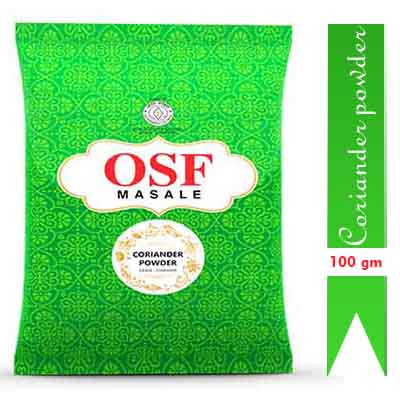 OSF
MASALE
CORIANDER
POWDER
Coriander powder
100 gm